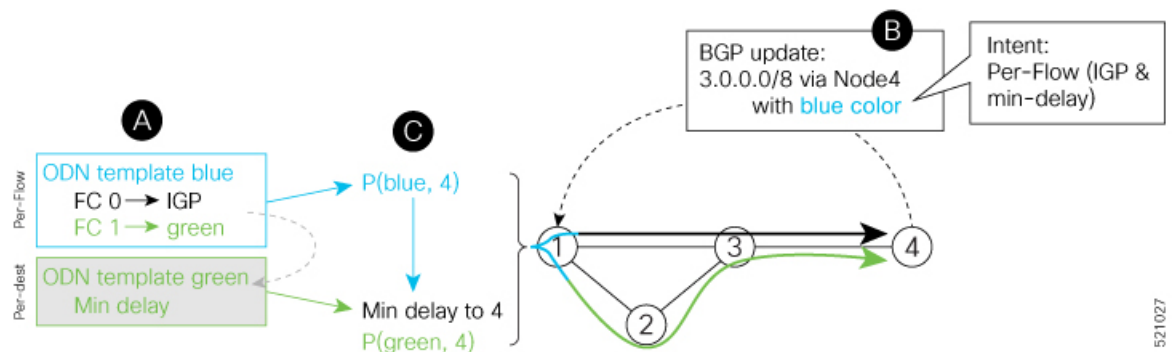 A
Per-Flow
ODN template blue
FC 0 → IGP
FC 1 → green
Per-dest
ODN template green
Min delay
C
P(blue, 4)
Min delay to 4
P(green, 4)
B
BGP update:
3.0.0.0/8 via Node4
with blue color
Intent:
Per-Flow (IGP &
min-delay)
1
3
4
2
521027